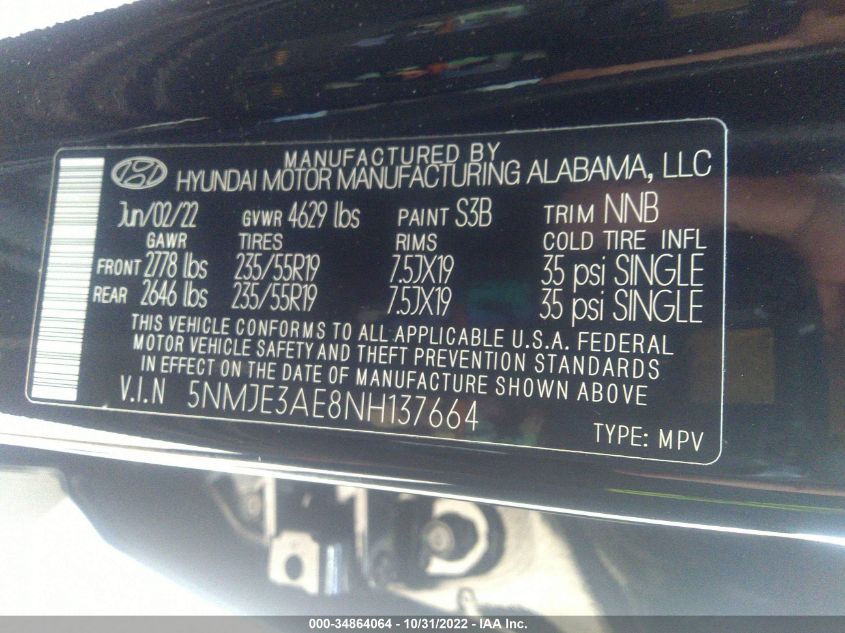 MANUFACTURED BY
HYUNDAI MOTOR MANUFACTURING ALABAMA, LLC
Jun/02/22 GVWR 4629 lbs PAINT S3B TRIM NNB
GAWR TIRES RIMS COLD TIRE INFL
FRONT 2778 lbs 235/55R19 7.5JX19 35 psi SINGLE
REAR 2646 lbs 235/55R19 7.5JX19 35 psi SINGLE
THIS VEHICLE CONFORMS TO ALL APPLICABLE U.S.A. FEDERAL
MOTOR VEHICLE SAFETY AND THEFT PREVENTION STANDARDS
IN EFFECT ON THE DATE OF MANUFACTURE SHOWN ABOVE
V.I.N 5NMJE3AE8NH137664
TYPE: MPV
000-34864064 - 10/31/2022 - IAA Inc.